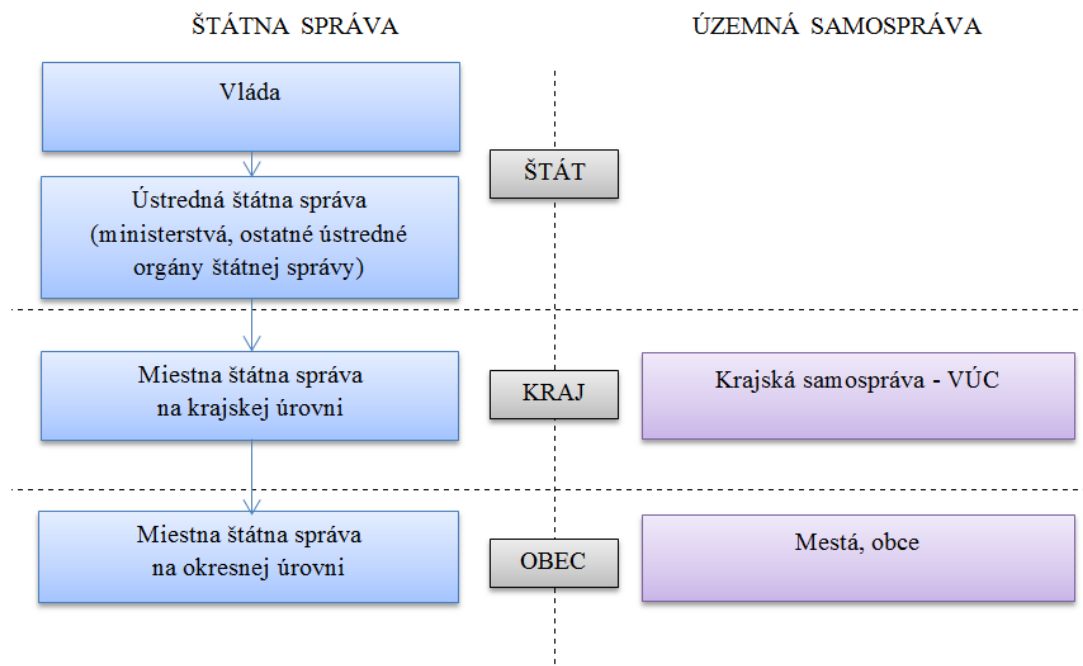 ŠTÁTNA SPRÁVA
ÚZEMNÁ SAMOSPRÁVA
Vláda
ŠTÁT
Ústredná štátna správa
(ministerstvá, ostatné ústredné
orgány štátnej správy)
Miestna štátna správa
na krajskej úrovni
KRAJ
Krajská samospráva - VÚC
Miestna štátna správa
na okresnej úrovni
OBEC
Mestá, obce